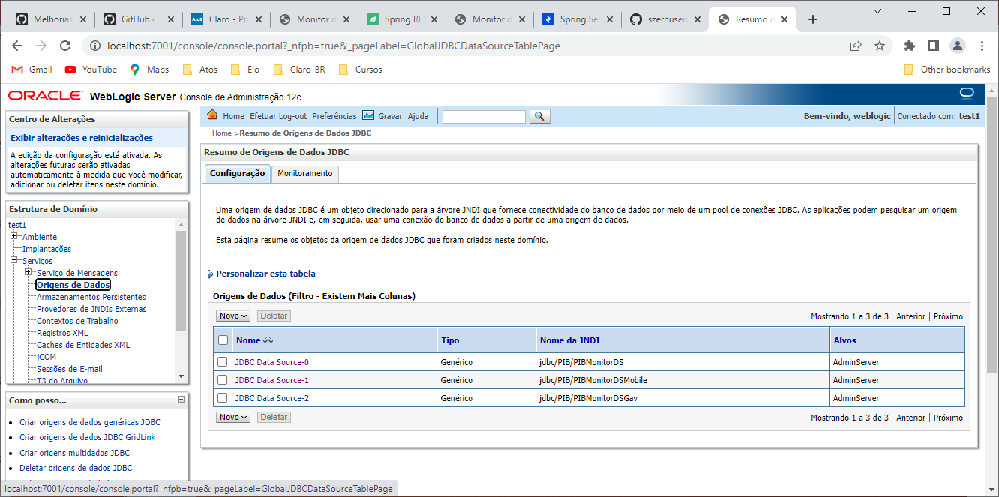 Melhorias
GitHub · E
Atos Claro - Pro
Monitor d
Spring RES
Monitor d
Spring Se
szerhusen
Resumo d
localhost:7001/console/console.portal?_nfpb=true&_pageLabel=GlobalJDBCDataSourceTablePage
Gmail YouTube Maps Atos Elo Claro-BR Cursos Other bookmarks
ORACLE WebLogic Server Console de Administração 12c
Centro de Alterações
Exibir alterações e reinicializações
A edição da configuração está ativada. As
alterações futuras serão ativadas
automaticamente à medida que você modificar,
adicionar ou deletar itens neste domínio.
Estrutura de Domínio
test1
Ambiente
Implantações
Serviços
Serviço de Mensagens
Origens de Dados
Armazenamentos Persistentes
Provedores de JNDIs Externas
Contextos de Trabalho
Registros XML
Caches de Entidades XML
jCOM
Sessões de E-mail
T3 do Arquivo
Como posso...
Criar origens de dados genéricas JDBC
Criar origens de dados JDBC GridLink
Criar origens multidados JDBC
Deletar origens de dados JDBC
Home Efetuar Log-out Preferências Gravar Ajuda
Bem-vindo, weblogic Conectado com: test1
Home >Resumo de Origens de Dados JDBC
Resumo de Origens de Dados JDBC
Configuração Monitoramento
Uma origem de dados JDBC é um objeto direcionado para a árvore JNDI que fornece conectividade do banco de dados por meio de um pool de conexões JDBC. As aplicações podem pesquisar um origem
de dados na árvore JNDI e, em seguida, usar uma conexão do banco de dados a partir de uma origem de dados.
Esta página resume os objetos da origem de dados JDBC que foram criados neste domínio.
Personalizar esta tabela
Origens de Dados (Filtro - Existem Mais Colunas)
Novo Deletar Mostrando 1 a 3 de 3 Anterior | Próximo
Nome Tipo Nome da JNDI Alvos
JDBC Data Source-0 Genérico jdbc/PIB/PIBMonitorDS AdminServer
JDBC Data Source-1 Genérico jdbc/PIB/PIBMonitorDSMobile AdminServer
JDBC Data Source-2 Genérico jdbc/PIB/PIBMonitorDSGav AdminServer
Novo Deletar Mostrando 1 a 3 de 3 Anterior | Próximo
localhost:7001/console/console.portal?_nfpb=true&_pageLabel=GlobalJDBCDataSourceTablePage